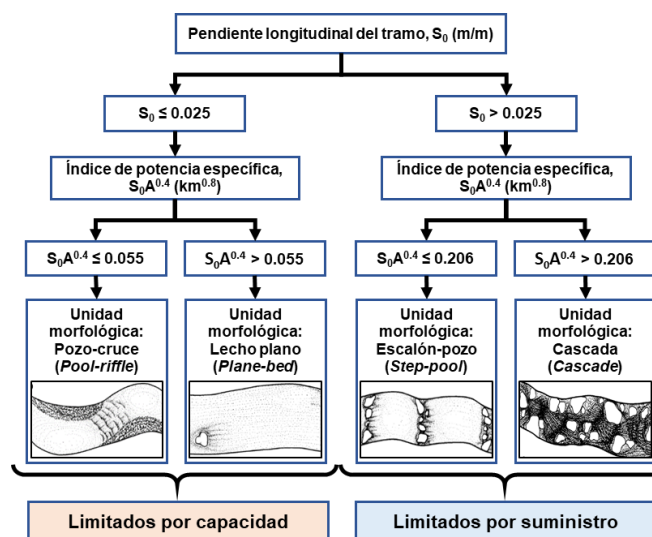 Pendiente longitudinal del tramo, S₀ (m/m)
S₀ ≤ 0.025
S₀ > 0.025
Índice de potencia específica,
S₀A⁰·⁴ (km⁰·⁸)
Índice de potencia específica,
S₀A⁰·⁴ (km⁰·⁸)
S₀A⁰·⁴ ≤ 0.055
S₀A⁰·⁴ > 0.055
S₀A⁰·⁴ ≤ 0.206
S₀A⁰·⁴ > 0.206
Unidad
morfológica:
Pozo-cruce
(Pool-riffle)
Unidad
morfológica:
Lecho plano
(Plane-bed)
Unidad
morfológica:
Escalón-pozo
(Step-pool)
Unidad
morfológica:
Cascada
(Cascade)
Limitados por capacidad
Limitados por suministro